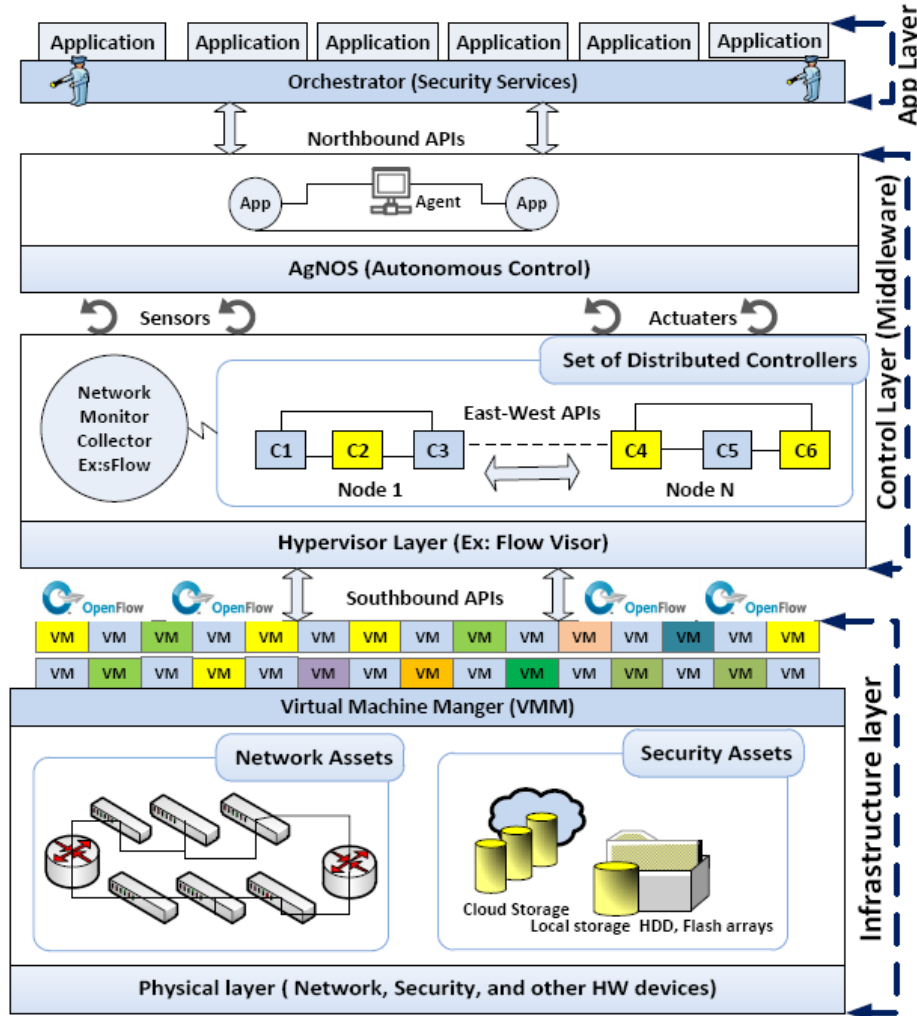 Application Application Application Application Application Application
Orchestrator (Security Services)
App Layer
Northbound APIs
App Agent App
AgNOS (Autonomous Control)
Sensors Actuaters
Control Layer (Middleware)
Set of Distributed Controllers
Network
Monitor
Collector
Ex:sFlow
East-West APIs
C1 C2 C3 C4 C5 C6
Node 1 Node N
Hypervisor Layer (Ex: Flow Visor)
Southbound APIs
OpenFlow OpenFlow OpenFlow OpenFlow
VM VM VM VM VM VM VM VM VM VM VM VM VM VM VM
VM VM VM VM VM VM VM VM VM VM VM VM VM VM VM
Virtual Machine Manger (VMM)
Infrastructure layer
Network Assets
Security Assets
Cloud Storage
Local storage HDD, Flash arrays
Physical layer ( Network, Security, and other HW devices)